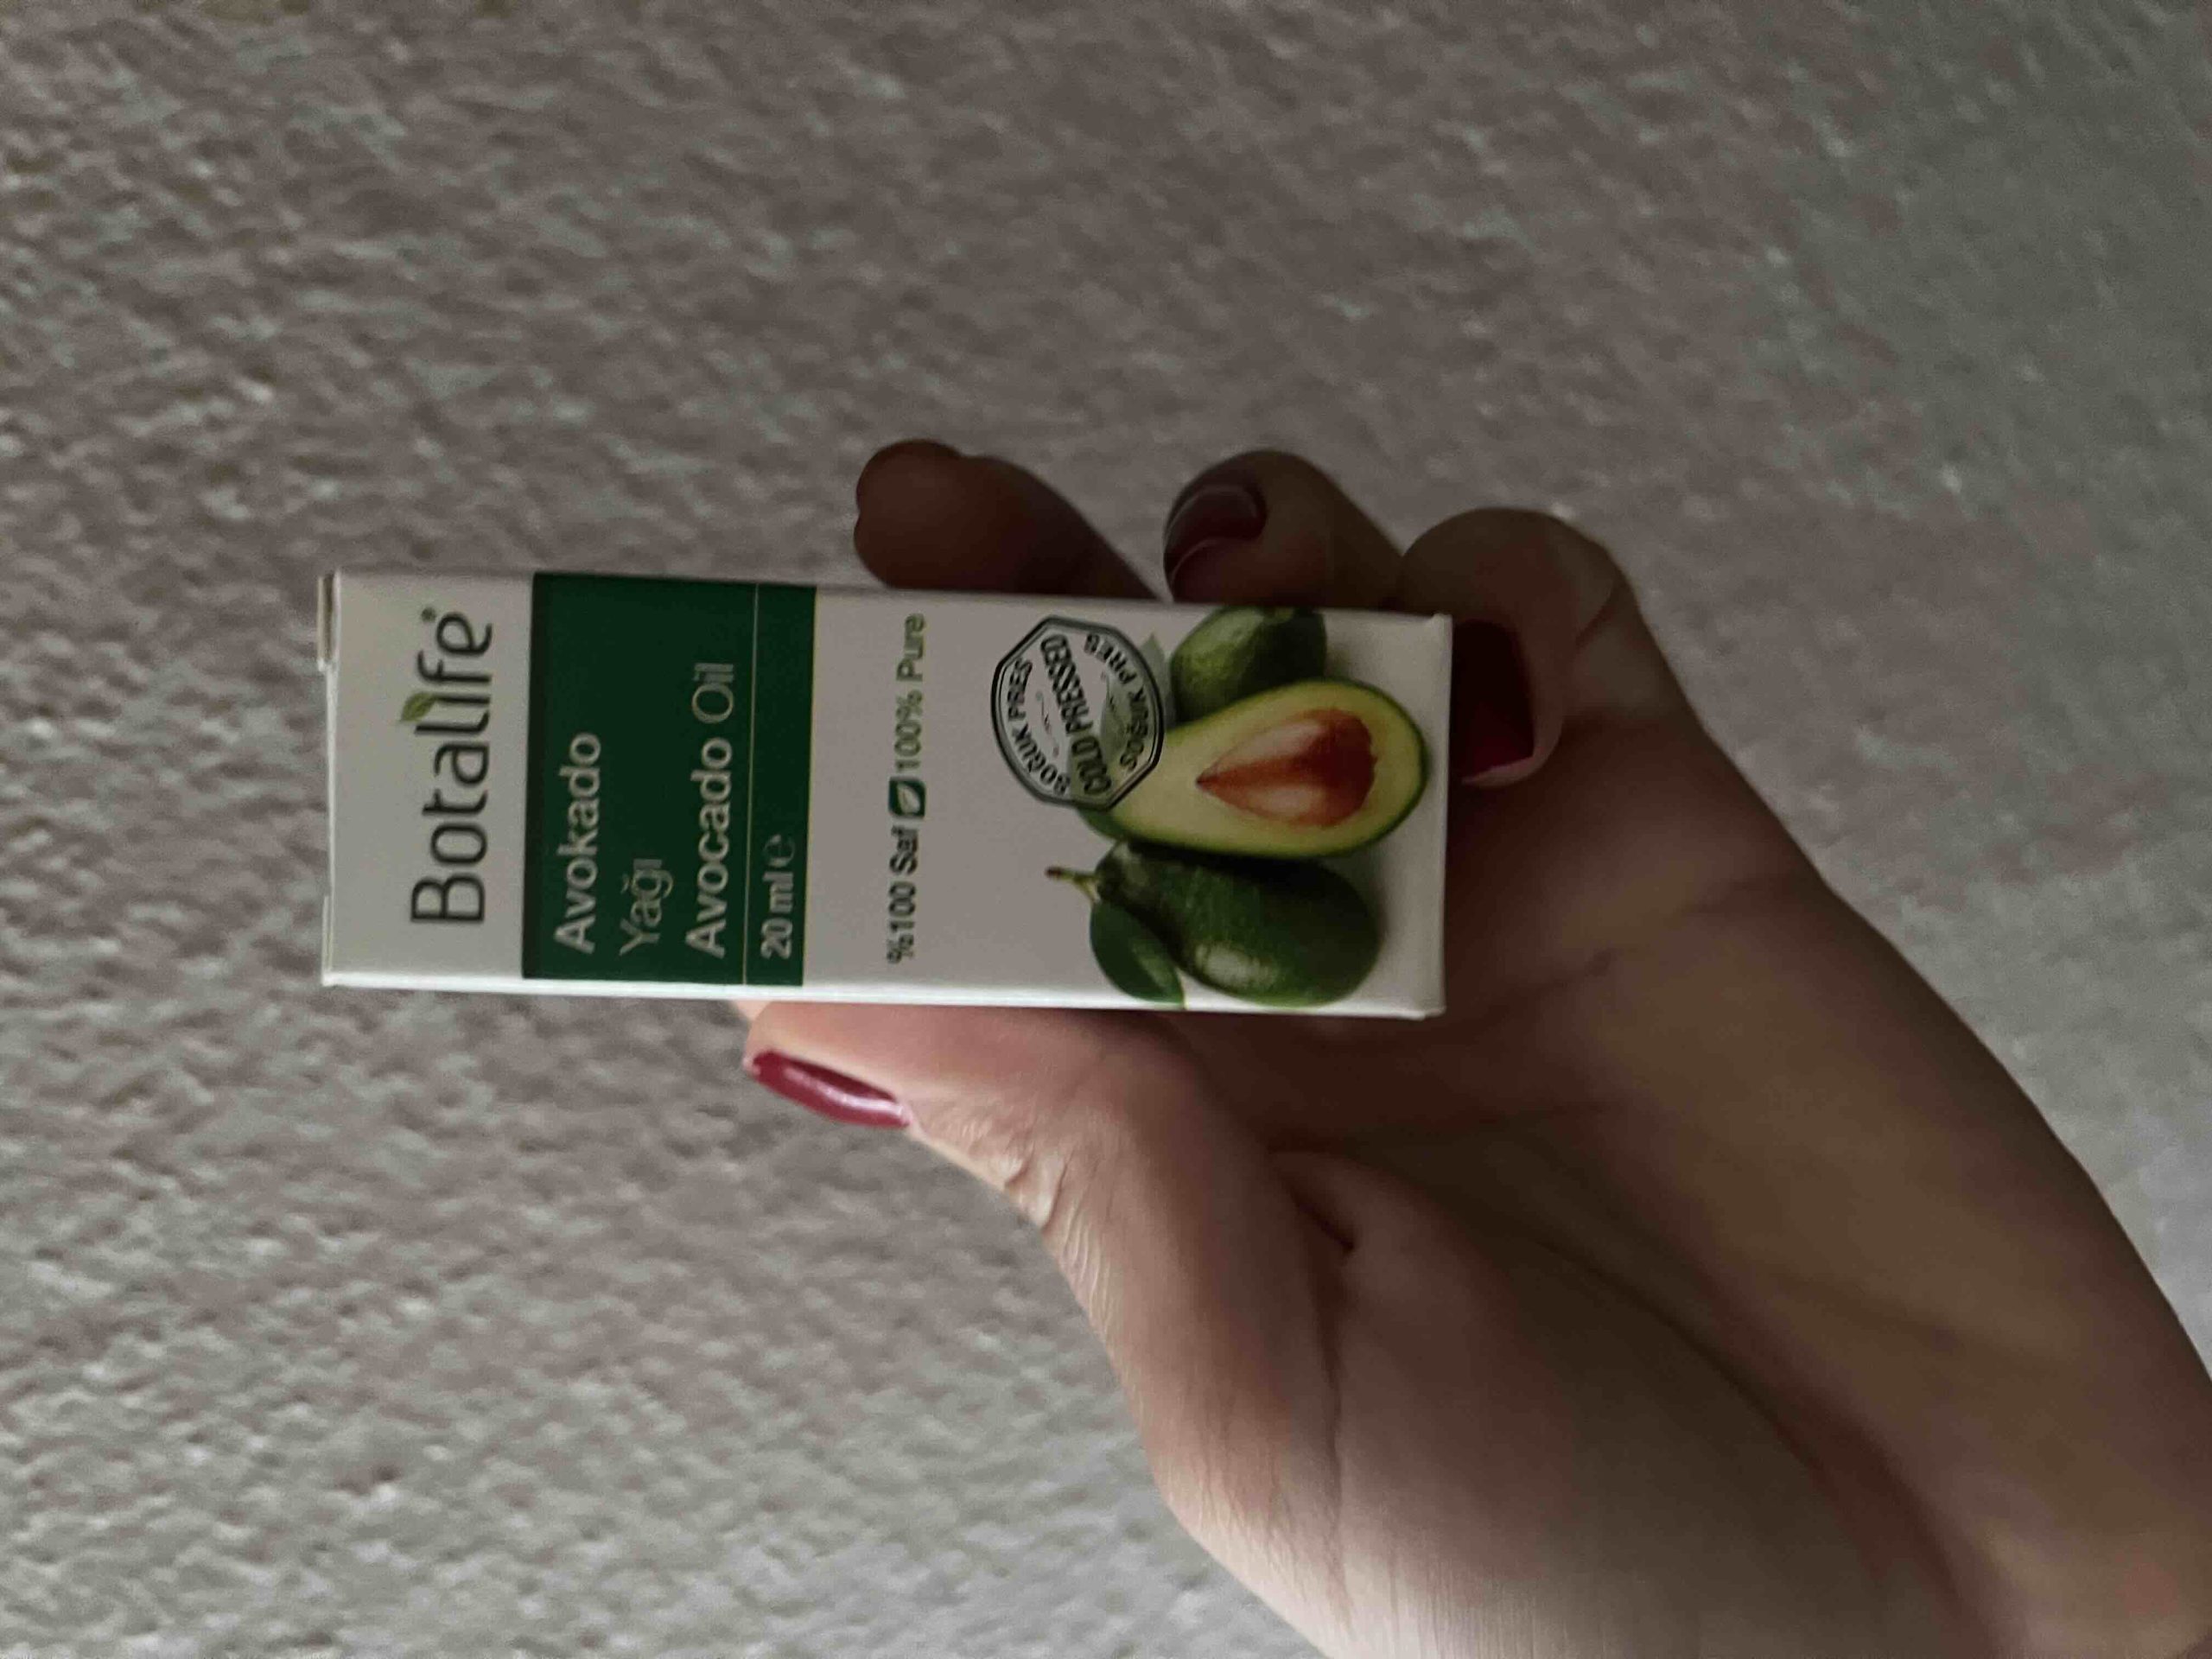 Botalife
Avokado
Yağı
Avocado Oil
20 ml e
%100 Saf 100% Pure
SOĞUK PRES
COLD PRESSED
SOĞUK PRES